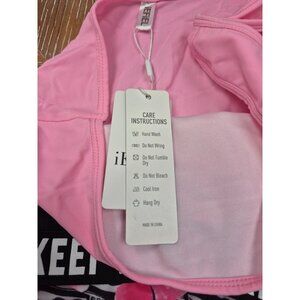 CARE
INSTRUCTIONS
Hand Wash
Do Not Wring
Do Not Tumble
Dry
Do Not Bleach
Cool Iron
Hang Dry
MADE IN CHINA
KEEP